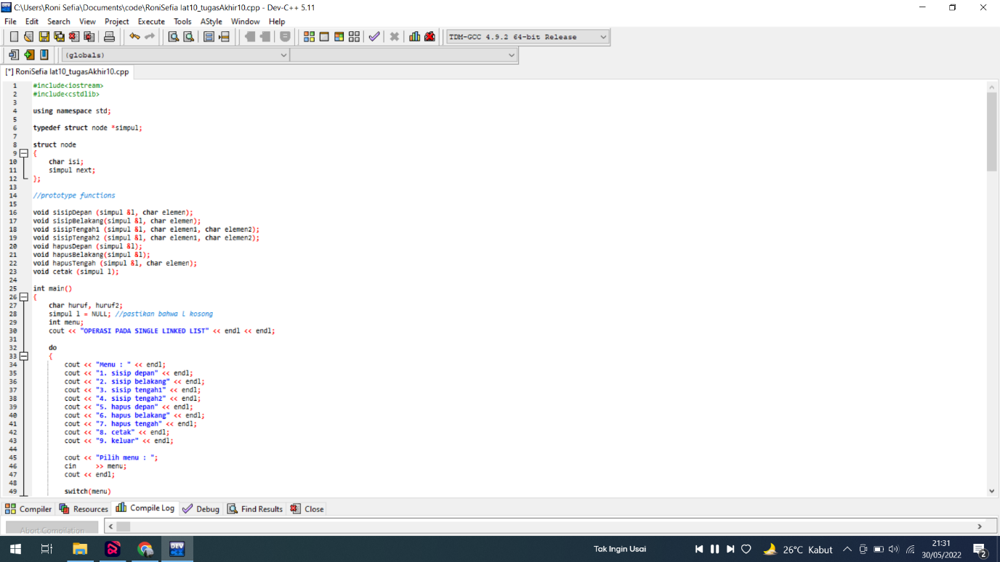 C:\Users\Roni Sefia\Documents\code\RoniSefia lat10_tugasAkhir10.cpp - Dev-C++ 5.11
File Edit Search View Project Execute Tools AStyle Window Help
TDM-GCC 4.9.2 64-bit Release
(globals)
[*] RoniSefia lat10_tugasAkhir10.cpp
1 #include<iostream>
2 #include<cstdlib>
3
4 using namespace std;
5
6 typedef struct node *simpul;
7
8 struct node
9 {
10 char isi;
11 simpul next;
12 };
13
14 //prototype functions
15
16 void sisipDepan (simpul &l, char elemen);
17 void sisipBelakang(simpul &l, char elemen);
18 void sisipTengah1 (simpul &l, char elemen1, char elemen2);
19 void sisipTengah2 (simpul &l, char elemen1, char elemen2);
20 void hapusDepan (simpul &l);
21 void hapusBelakang(simpul &l);
22 void hapusTengah (simpul &l, char elemen);
23 void cetak (simpul l);
24
25 int main()
26 {
27 char huruf, huruf2;
28 simpul l = NULL; //pastikan bahwa l kosong
29 int menu;
30 cout << "OPERASI PADA SINGLE LINKED LIST" << endl << endl;
31
32 do
33 {
34 cout << "Menu : " << endl;
35 cout << "1. sisip depan" << endl;
36 cout << "2. sisip belakang" << endl;
37 cout << "3. sisip tengah1" << endl;
38 cout << "4. sisip tengah2" << endl;
39 cout << "5. hapus depan" << endl;
40 cout << "6. hapus belakang" << endl;
41 cout << "7. hapus tengah" << endl;
42 cout << "8. cetak" << endl;
43 cout << "9. keluar" << endl;
44
45 cout << "Pilih menu : ";
46 cin >> menu;
47 cout << endl;
48
49 switch(menu)
Compiler Resources Compile Log Debug Find Results Close
Abort Compilation
DEV
Tak Ingin Usai
26°C Kabut
21:31
30/05/2022
2